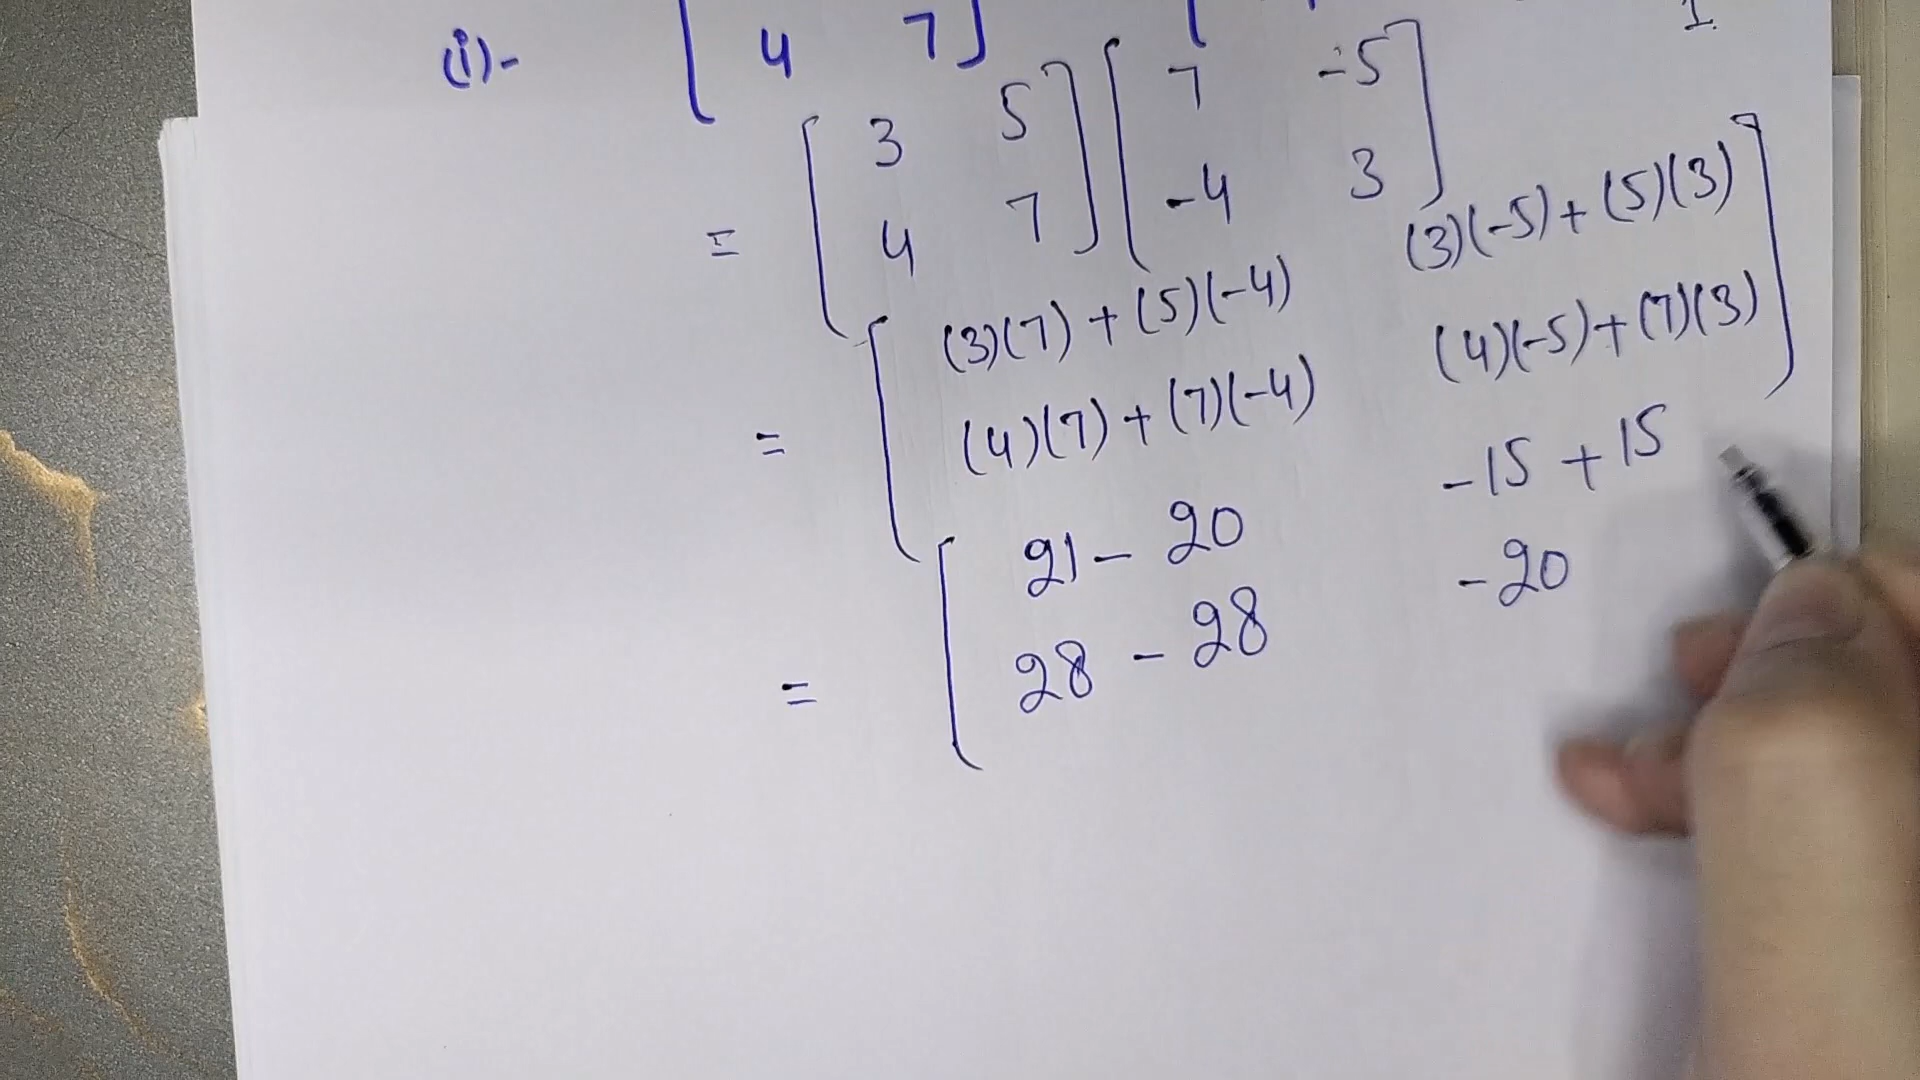 (i)- [ 4 7 ] [ 1.
= [ 3 5 ] [ 7 -5 ]
4 7 -4 3
= [ (3)(7) + (5)(-4) (3)(-5) + (5)(3) ]
(4)(7) + (7)(-4) (4)(-5) + (7)(3)
= [ 21 - 20 -15 + 15
28 - 28 -20